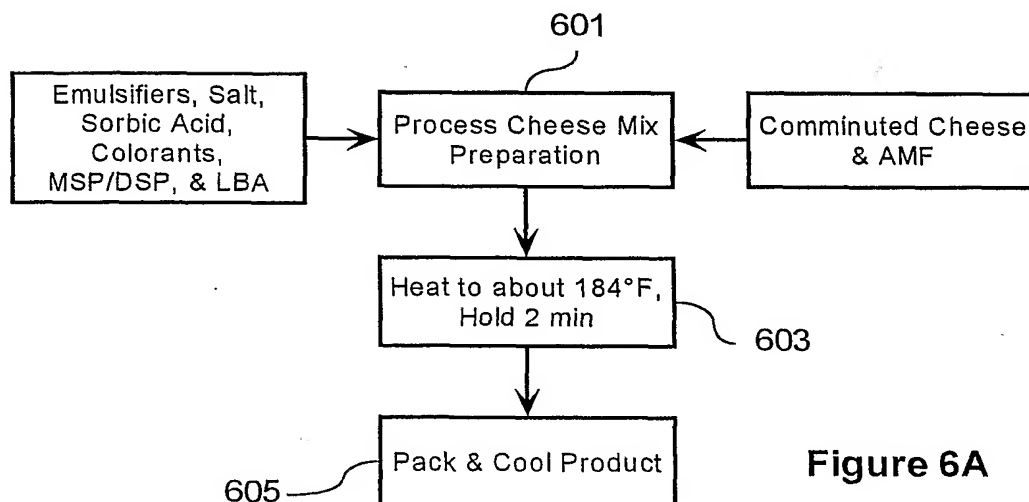 601
Emulsifiers, Salt,
Sorbic Acid,
Colorants,
MSP/DSP, & LBA
Process Cheese Mix
Preparation
Comminuted Cheese
& AMF
Heat to about 184°F,
Hold 2 min
603
Pack & Cool Product
605
Figure 6A